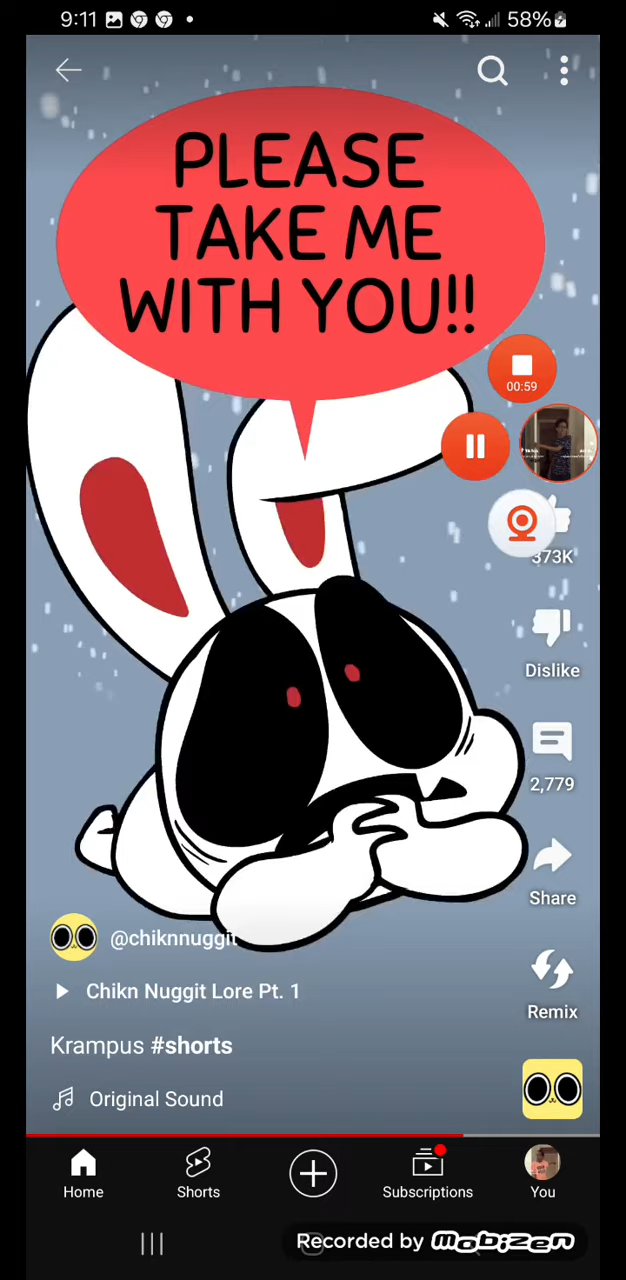 9:11
58%
PLEASE
TAKE ME
WITH YOU!!
00:59
373K
Dislike
2,779
Share
@chiknnuggit
Chikn Nuggit Lore Pt. 1
Remix
Krampus #shorts
Original Sound
Home
Shorts
Subscriptions
You
Recorded by mobizen